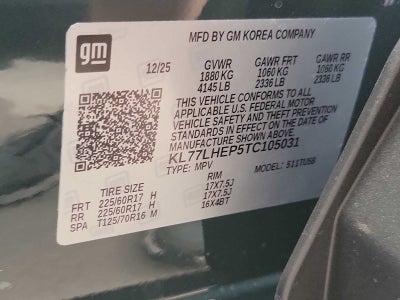 gm
MFD BY GM KOREA COMPANY
12/25 GVWR GAWR FRT GAWR RR
1880 KG 1060 KG 1060 KG
4145 LB 2336 LB 2336 LB
THIS VEHICLE CONFORMS TO ALL
APPLICABLE U.S. FEDERAL MOTOR
VEHICLE SAFETY, BUMPER, AND THEFT PREVENTION
STANDARDS IN EFFECT ON THE DATE OF
MANUFACTURE SHOWN ABOVE.
KL77LHEP5TC105031
TYPE: MPV MODEL: 511TU58
TIRE SIZE RIM
FRT 225/60R17 H 17X7.5J
RR 225/60R17 H 17X7.5J
SPA T125/70R16 M 16X4BT